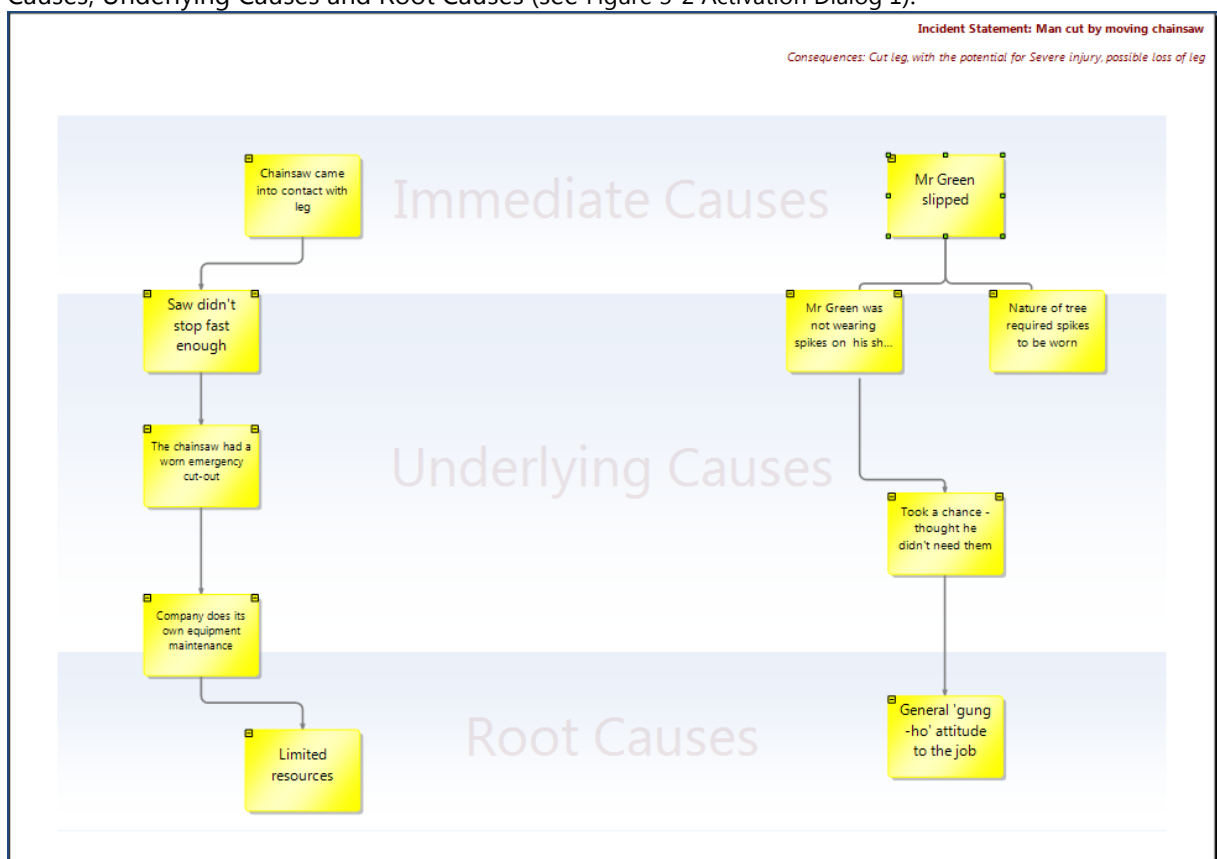 Causes, Underlying Causes and Root Causes (see Figure 3-2 Activation Dialog 1).
Incident Statement: Man cut by moving chainsaw
Consequences: Cut leg, with the potential for Severe injury, possible loss of leg
Immediate Causes
Chainsaw came
into contact with
leg
Mr Green
slipped
Underlying Causes
Saw didn't
stop fast
enough
Mr Green was
not wearing
spikes on his sh...
Nature of tree
required spikes
to be worn
The chainsaw had a
worn emergency
cut-out
Took a chance -
thought he
didn't need them
Company does its
own equipment
maintenance
Root Causes
Limited
resources
General 'gung
-ho' attitude
to the job